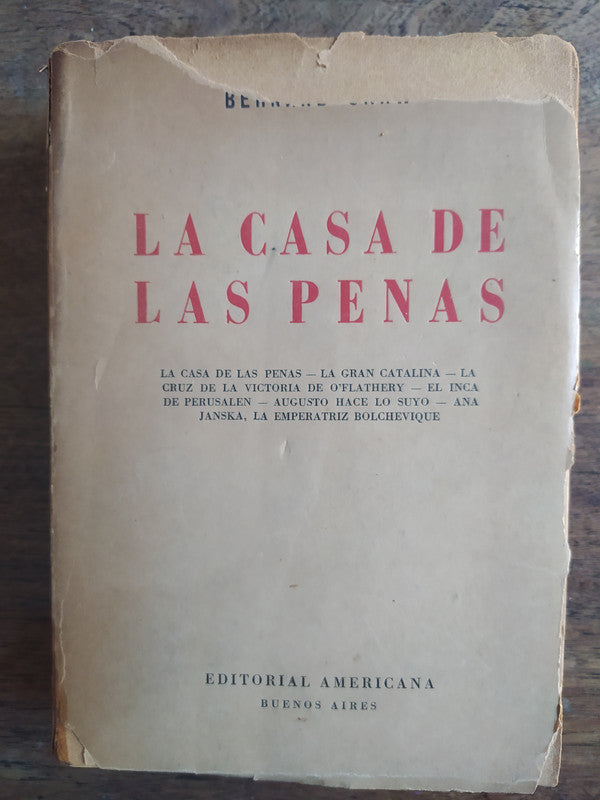 LA CASA DE
LAS PENAS
LA CASA DE LAS PENAS — LA GRAN CATALINA — LA
CRUZ DE LA VICTORIA DE O'FLATHERY — EL INCA
DE PERUSALEN — AUGUSTO HACE LO SUYO — ANA
JANSKA, LA EMPERATRIZ BOLCHEVIQUE
EDITORIAL AMERICANA
BUENOS AIRES